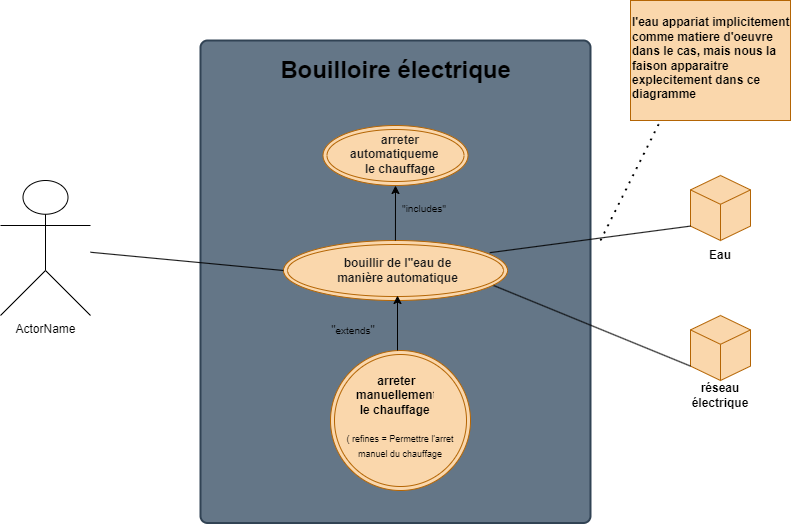 l'eau appariat implicitement
comme matiere d'oeuvre
dans le cas, mais nous la
faison apparaitre
explecitement dans ce
diagramme
Bouilloire électrique
arreter
automatiqueme
le chauffage
"includes"
bouillir de l''eau de
manière automatique
"extends"
arreter
manuellement
le chauffage
( refines = Permettre l'arret
manuel du chauffage
ActorName
Eau
réseau
électrique